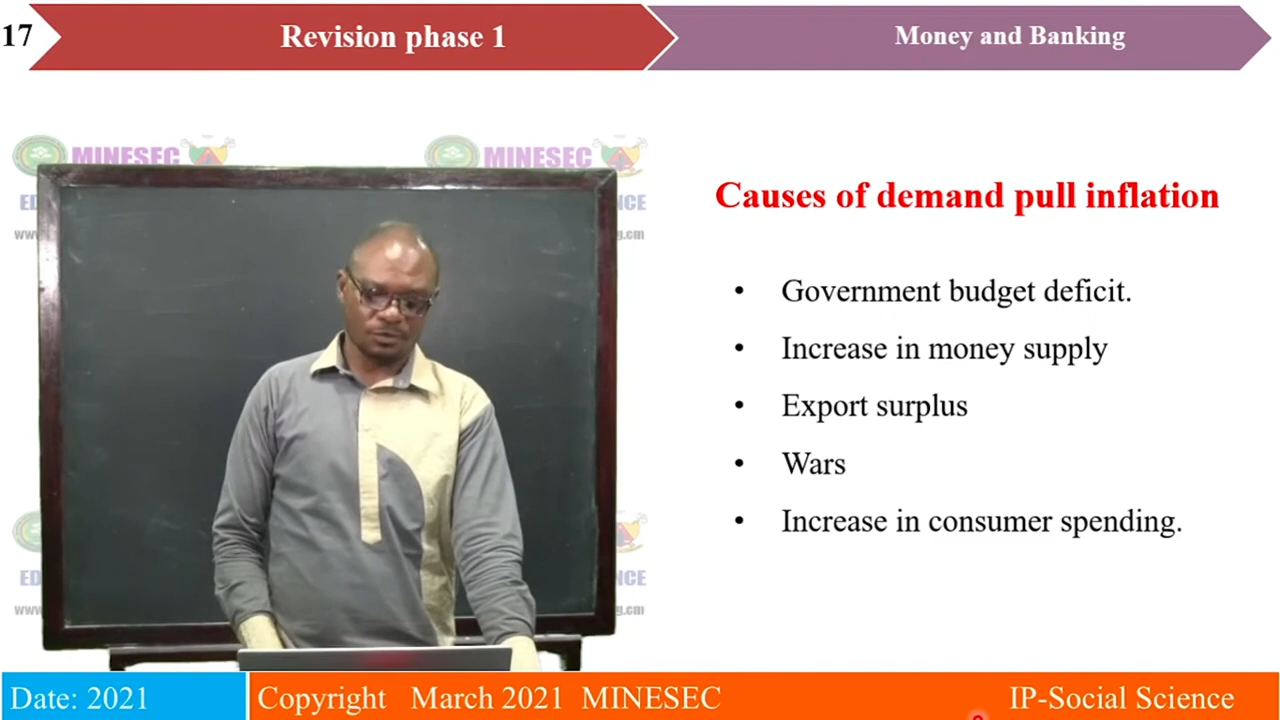 17
Revision phase 1
Money and Banking
MINESEC
MINESEC
Causes of demand pull inflation
• Government budget deficit.
• Increase in money supply
• Export surplus
• Wars
• Increase in consumer spending.
Date: 2021
Copyright March 2021 MINESEC
IP-Social Science